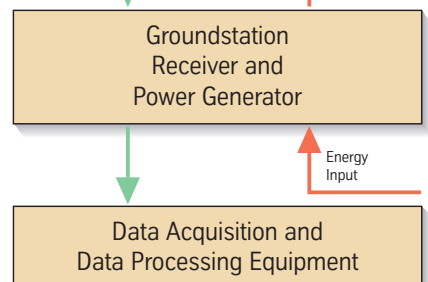 Groundstation
Receiver and
Power Generator
Energy
Input
Data Acquisition and
Data Processing Equipment